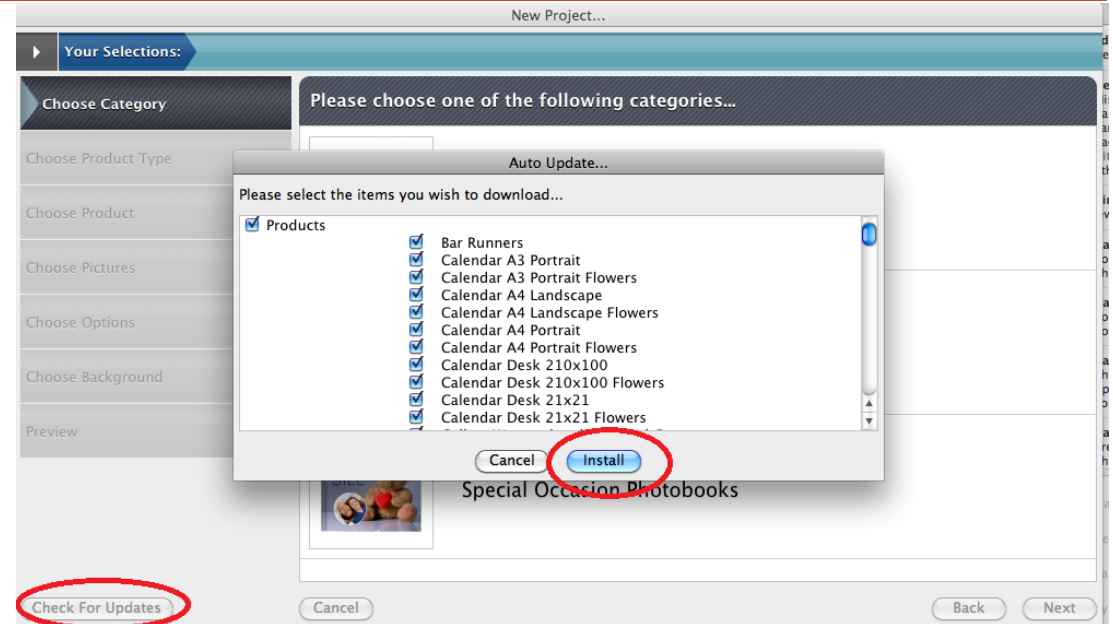 New Project...
Your Selections:
Choose Category
Please choose one of the following categories...
Choose Product Type
Choose Product
Choose Pictures
Choose Options
Choose Background
Preview
Auto Update...
Please select the items you wish to download...
Products
Bar Runners
Calendar A3 Portrait
Calendar A3 Portrait Flowers
Calendar A4 Landscape
Calendar A4 Landscape Flowers
Calendar A4 Portrait
Calendar A4 Portrait Flowers
Calendar Desk 210x100
Calendar Desk 210x100 Flowers
Calendar Desk 21x21
Calendar Desk 21x21 Flowers
Cancel Install
Special Occasion Photobooks
Check For Updates Cancel Back Next